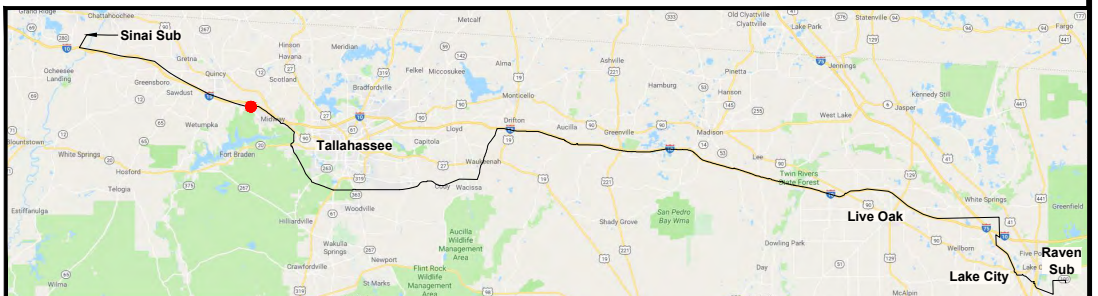 Grand Ridge
Chattahoochee
Metcalf
Old Clyattville
Clyattville
Lake Park
Statenville
Fargo
Sinai Sub
Hinson
Meridian
Ashville
Jennings
Gretna
Havana
Alma
Ocheesee
Landing
Quincy
Scotland
Felkel
Miccosukee
Pinetta
Greensboro
Bradfordville
Hamburg
Hanson
Kennedy Still
Sawdust
Monticello
Jasper
Midway
Drifton
Aucilla
West Lake
Wetumpka
Lloyd
Greenville
Madison
Blountstown
Tallahassee
Capitola
White Springs
Fort Braden
Waukeenah
Lee
Hosford
Twin Rivers
State Forest
Telogia
Cody
Wacissa
White Springs
Estiffanulga
Woodville
San Pedro
Bay Wma
Live Oak
Greenfield
Hilliardville
Shady Grove
Aucilla
Wildlife
Management
Area
Dowling Park
Wellborn
Raven
Sub
Wakulla
Springs
Newport
Crawfordville
Flint Rock
Wildlife
Management
Area
Day
Lake City
Wilma
St Marks
McAlpin